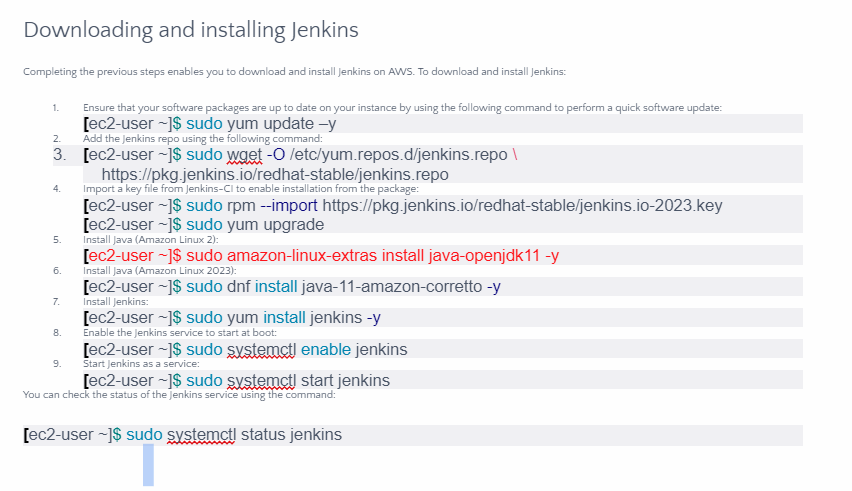 Downloading and installing Jenkins
Completing the previous steps enables you to download and install Jenkins on AWS. To download and install Jenkins:
1. Ensure that your software packages are up to date on your instance by using the following command to perform a quick software update:
[ec2-user ~]$ sudo yum update –y
2. Add the Jenkins repo using the following command:
3. [ec2-user ~]$ sudo wget -O /etc/yum.repos.d/jenkins.repo \
https://pkg.jenkins.io/redhat-stable/jenkins.repo
4. Import a key file from Jenkins-CI to enable installation from the package:
[ec2-user ~]$ sudo rpm --import https://pkg.jenkins.io/redhat-stable/jenkins.io-2023.key
[ec2-user ~]$ sudo yum upgrade
5. Install Java (Amazon Linux 2):
[ec2-user ~]$ sudo amazon-linux-extras install java-openjdk11 -y
6. Install Java (Amazon Linux 2023):
[ec2-user ~]$ sudo dnf install java-11-amazon-corretto -y
7. Install Jenkins:
[ec2-user ~]$ sudo yum install jenkins -y
8. Enable the Jenkins service to start at boot:
[ec2-user ~]$ sudo systemctl enable jenkins
9. Start Jenkins as a service:
[ec2-user ~]$ sudo systemctl start jenkins
You can check the status of the Jenkins service using the command:
[ec2-user ~]$ sudo systemctl status jenkins